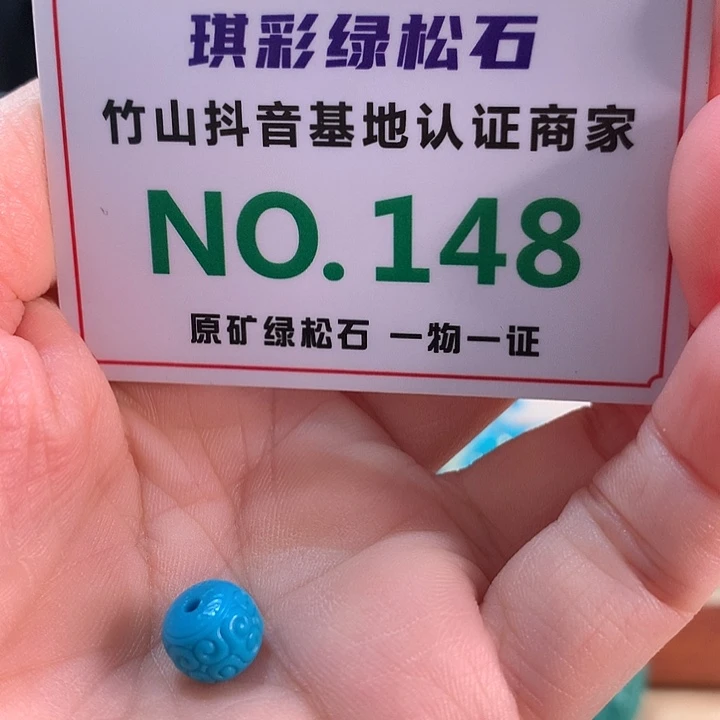 琪彩绿松石
竹山抖音基地认证商家
NO.148
原矿绿松石 一物一证